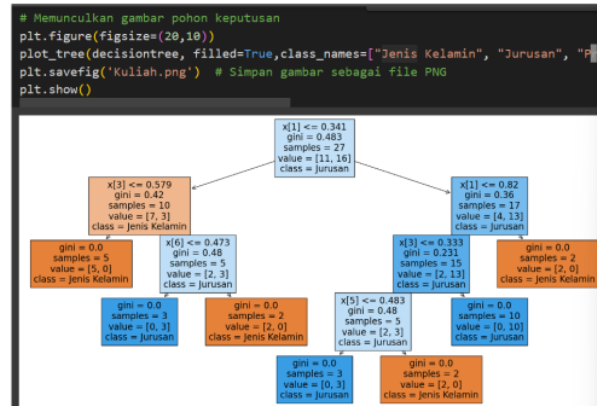 # Memunculkan gambar pohon keputusan
plt.figure(figsize=(20,10))
plot_tree(decisiontree, filled=True,class_names=["Jenis Kelamin", "Jurusan", "P
plt.savefig('Kuliah.png')  # Simpan gambar sebagai file PNG
plt.show()
x[1] <= 0.341
gini = 0.483
samples = 27
value = [11, 16]
class = Jurusan
x[3] <= 0.579
gini = 0.42
samples = 10
value = [7, 3]
class = Jenis Kelamin
x[1] <= 0.82
gini = 0.36
samples = 17
value = [4, 13]
class = Jurusan
gini = 0.0
samples = 5
value = [5, 0]
class = Jenis Kelamin
x[6] <= 0.473
gini = 0.48
samples = 5
value = [2, 3]
class = Jurusan
x[3] <= 0.333
gini = 0.231
samples = 15
value = [2, 13]
class = Jurusan
gini = 0.0
samples = 2
value = [2, 0]
class = Jenis Kelamin
gini = 0.0
samples = 3
value = [0, 3]
class = Jurusan
gini = 0.0
samples = 2
value = [2, 0]
class = Jenis Kelamin
x[5] <= 0.483
gini = 0.48
samples = 5
value = [2, 3]
class = Jurusan
gini = 0.0
samples = 10
value = [0, 10]
class = Jurusan
gini = 0.0
samples = 3
value = [0, 3]
class = Jurusan
gini = 0.0
samples = 2
value = [2, 0]
class = Jenis Kelamin